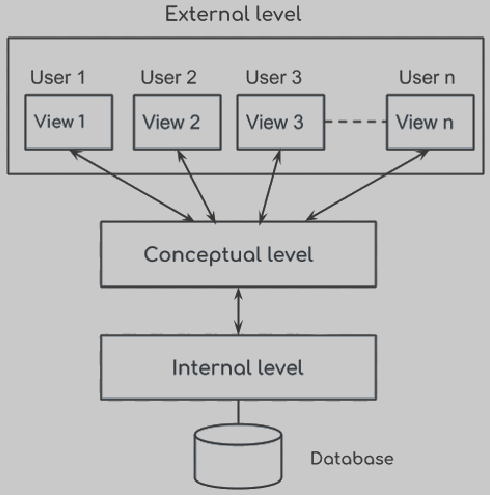 External level
User 1 User 2 User 3 User n
View 1 View 2 View 3 View n
Conceptual level
Internal level
Database